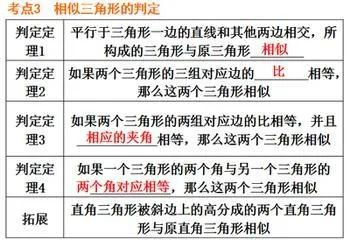 考点3 相似三角形的判定
判定定
理1
平行于三角形一边的直线和其他两边相交，所
构成的三角形与原三角形 相似
判定定
理2
如果两个三角形的三组对应边的 比 相等，
那么这两个三角形相似
判定定
理3
如果两个三角形的两组对应边的比相等，并且
相应的夹角 相等，那么这两个三角形相似
判定定
理4
如果一个三角形的两个角与另一个三角形的
两个角对应相等，那么这两个三角形相似
拓展
直角三角形被斜边上的高分成的两个直角三角
形与原直角三角形相似